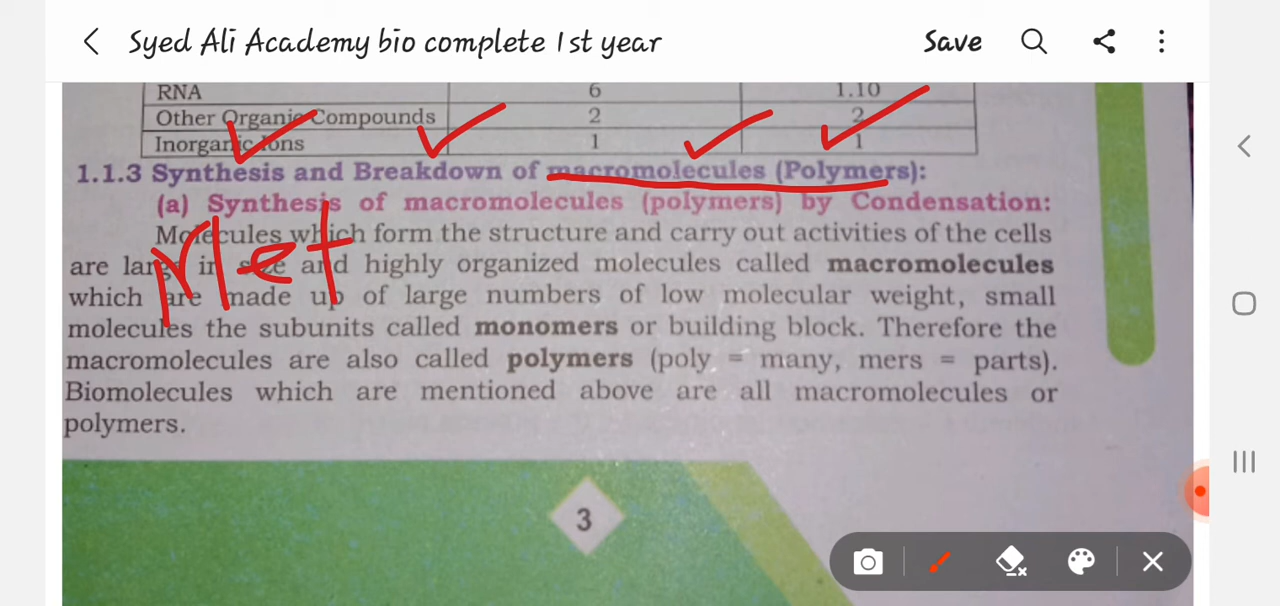 Syed Ali Academy bio complete 1st year Save
RNA 6 1.10
Other Organic Compounds 2 2
Inorganic Ions 1 1
1.1.3 Synthesis and Breakdown of macromolecules (Polymers):
(a) Synthesis of macromolecules (polymers) by Condensation:
Molecules which form the structure and carry out activities of the cells
Met
are large in size and highly organized molecules called macromolecules
which are made up of large numbers of low molecular weight, small
molecules the subunits called monomers or building block. Therefore the
macromolecules are also called polymers (poly = many, mers = parts).
Biomolecules which are mentioned above are all macromolecules or
polymers.
3